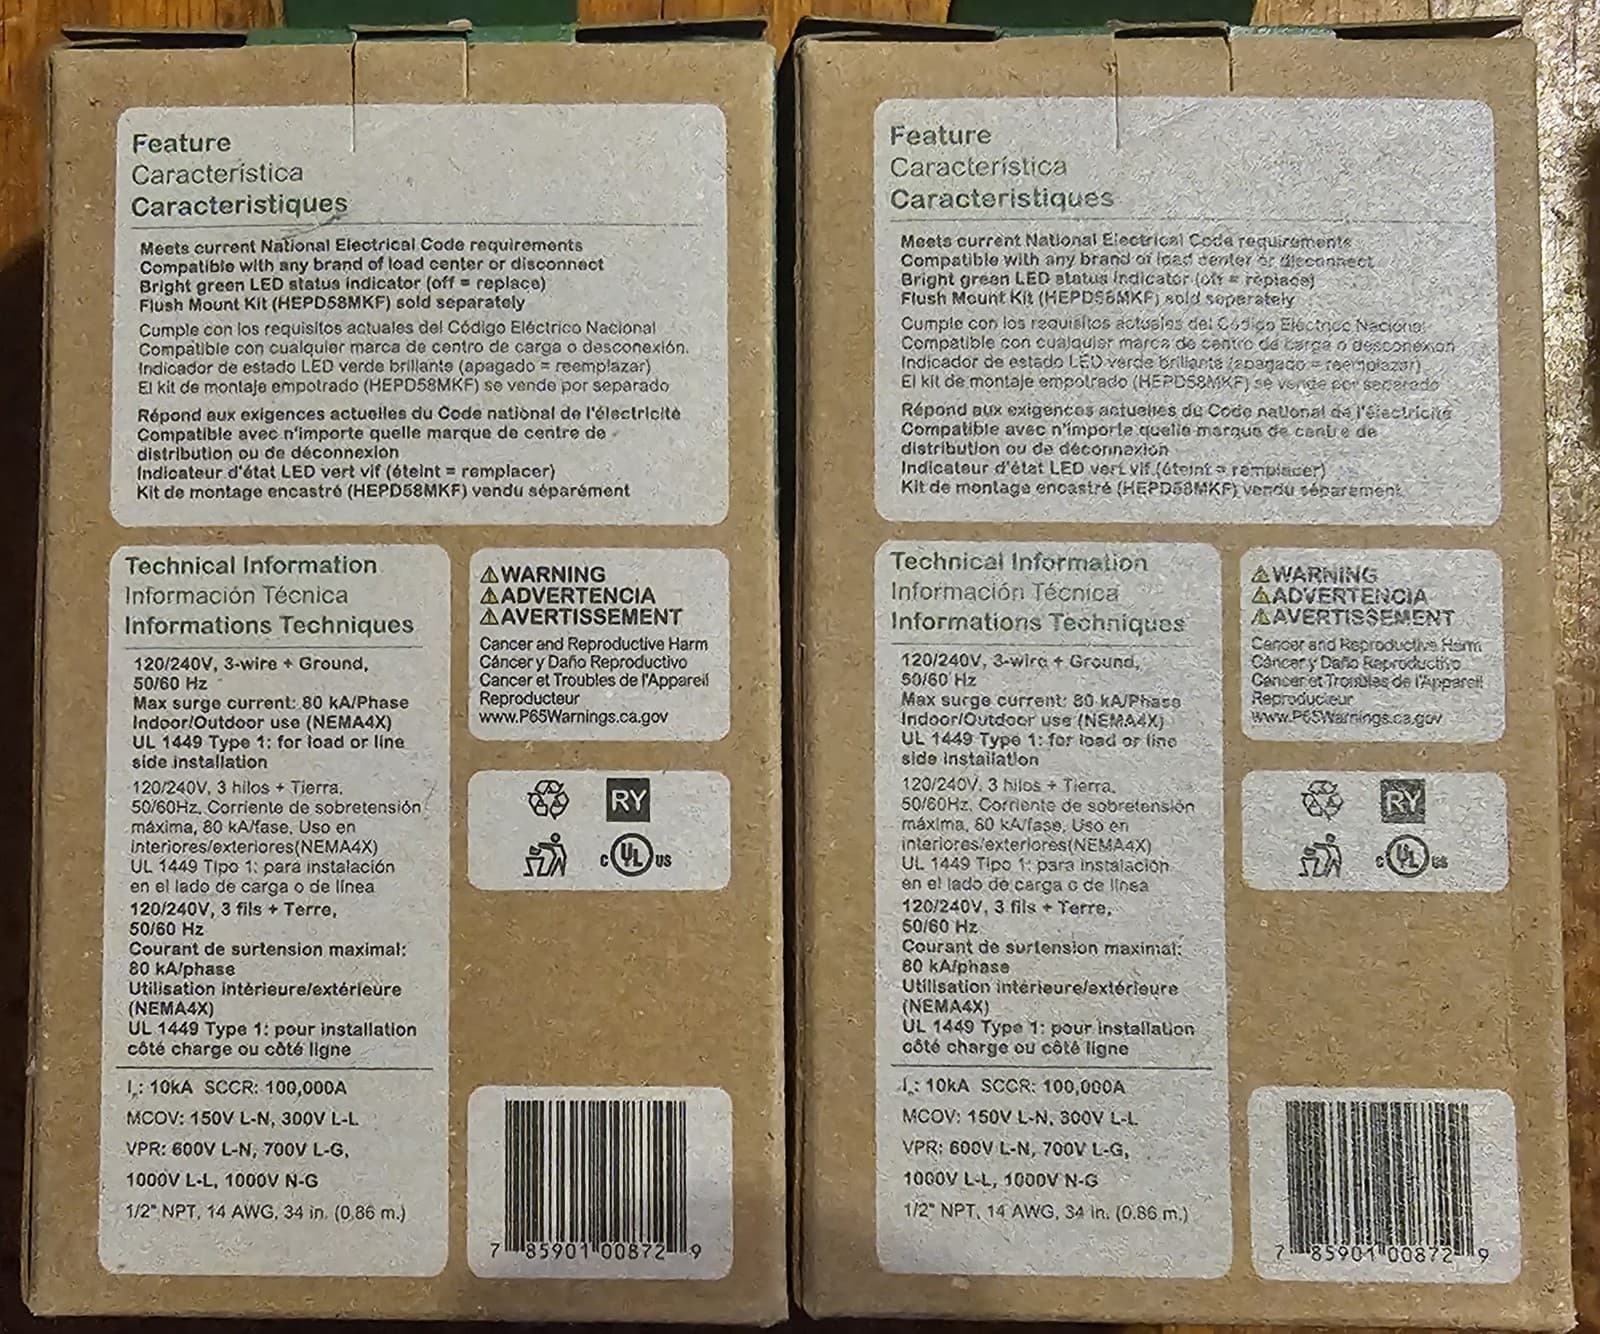 Feature
Característica
Caracteristiques
Meets current National Electrical Code requirements
Compatible with any brand of load center or disconnect
Bright green LED status indicator (off = replace)
Flush Mount Kit (HEPD58MKF) sold separately
Cumple con los requisitos actuales del Código Eléctrico Nacional
Compatible con cualquier marca de centro de carga o desconexión.
Indicador de estado LED verde brillante (apagado = reemplazar)
El kit de montaje empotrado (HEPD58MKF) se vende por separado
Répond aux exigences actuelles du Code national de l'électricité
Compatible avec n'importe quelle marque de centre de
distribution ou de déconnexion
Indicateur d'état LED vert vif (éteint = remplacer)
Kit de montage encastré (HEPD58MKF) vendu séparément
Technical Information
Información Técnica
Informations Techniques
120/240V, 3-wire + Ground,
50/60 Hz
Max surge current: 80 kA/Phase
Indoor/Outdoor use (NEMA4X)
UL 1449 Type 1: for load or line
side installation
120/240V, 3 hilos + Tierra,
50/60Hz, Corriente de sobretensión
máxima, 80 kA/fase, Uso en
interiores/exteriores(NEMA4X)
UL 1449 Tipo 1: para instalación
en el lado de carga o de línea
120/240V, 3 fils + Terre,
50/60 Hz
Courant de surtension maximal:
80 kA/phase
Utilisation intérieure/extérieure
(NEMA4X)
UL 1449 Type 1: pour installation
côté charge ou côté ligne
10kA SCCR: 100,000A
MCOV: 150V L-N, 300V L-L
VPR: 600V L-N, 700V L-G,
1000V L-L, 1000V N-G
1/2" NPT, 14 AWG, 34 in. (0,86 m.)
WARNING
ADVERTENCIA
AVERTISSEMENT
Cancer and Reproductive Harm
Cáncer y Daño Reproductivo
Cancer et Troubles de l'Appareil
Reproducteur
www.P65Warnings.ca.gov
RY
c UL US
7 85901 00872 9
Feature
Característica
Caracteristiques
Meets current National Electrical Code requirements
Compatible with any brand of load center or disconnect
Bright green LED status indicator (off = replace)
Flush Mount Kit (HEPD58MKF) sold separately
Cumple con los requisitos actuales del Código Eléctrico Nacional
Compatible con cualquier marca de centro de carga o desconexión
Indicador de estado LED verde brillante (apagado = reemplazar)
El kit de montaje empotrado (HEPD58MKF) se vende por separado
Répond aux exigences actuelles du Code national de l'électricité
Compatible avec n'importe quelle marque de centre de
distribution ou de déconnexion
Indicateur d'état LED vert vif (éteint = remplacer)
Kit de montage encastré (HEPD58MKF) vendu séparément
Technical Information
Información Técnica
Informations Techniques
120/240V, 3-wire + Ground,
50/60 Hz
Max surge current: 80 kA/Phase
Indoor/Outdoor use (NEMA4X)
UL 1449 Type 1: for load or line
side installation
120/240V, 3 hilos + Tierra,
50/60Hz, Corriente de sobretensión
máxima, 80 kA/fase, Uso en
interiores/exteriores(NEMA4X)
UL 1449 Tipo 1: para instalación
en el lado de carga o de línea
120/240V, 3 fils + Terre,
50/60 Hz
Courant de surtension maximal:
80 kA/phase
Utilisation intérieure/extérieure
(NEMA4X)
UL 1449 Type 1: pour installation
côté charge ou côté ligne
10kA SCCR: 100,000A
MCOV: 150V L-N, 300V L-L
VPR: 600V L-N, 700V L-G,
1000V L-L, 1000V N-G
1/2" NPT, 14 AWG, 34 in. (0.86 m.)
WARNING
ADVERTENCIA
AVERTISSEMENT
Cancer and Reproductive Harm
Cáncer y Daño Reproductivo
Cancer et Troubles de l'Appareil
Reproducteur
www.P65Warnings.ca.gov
RY
c UL US
7 85901 00872 9